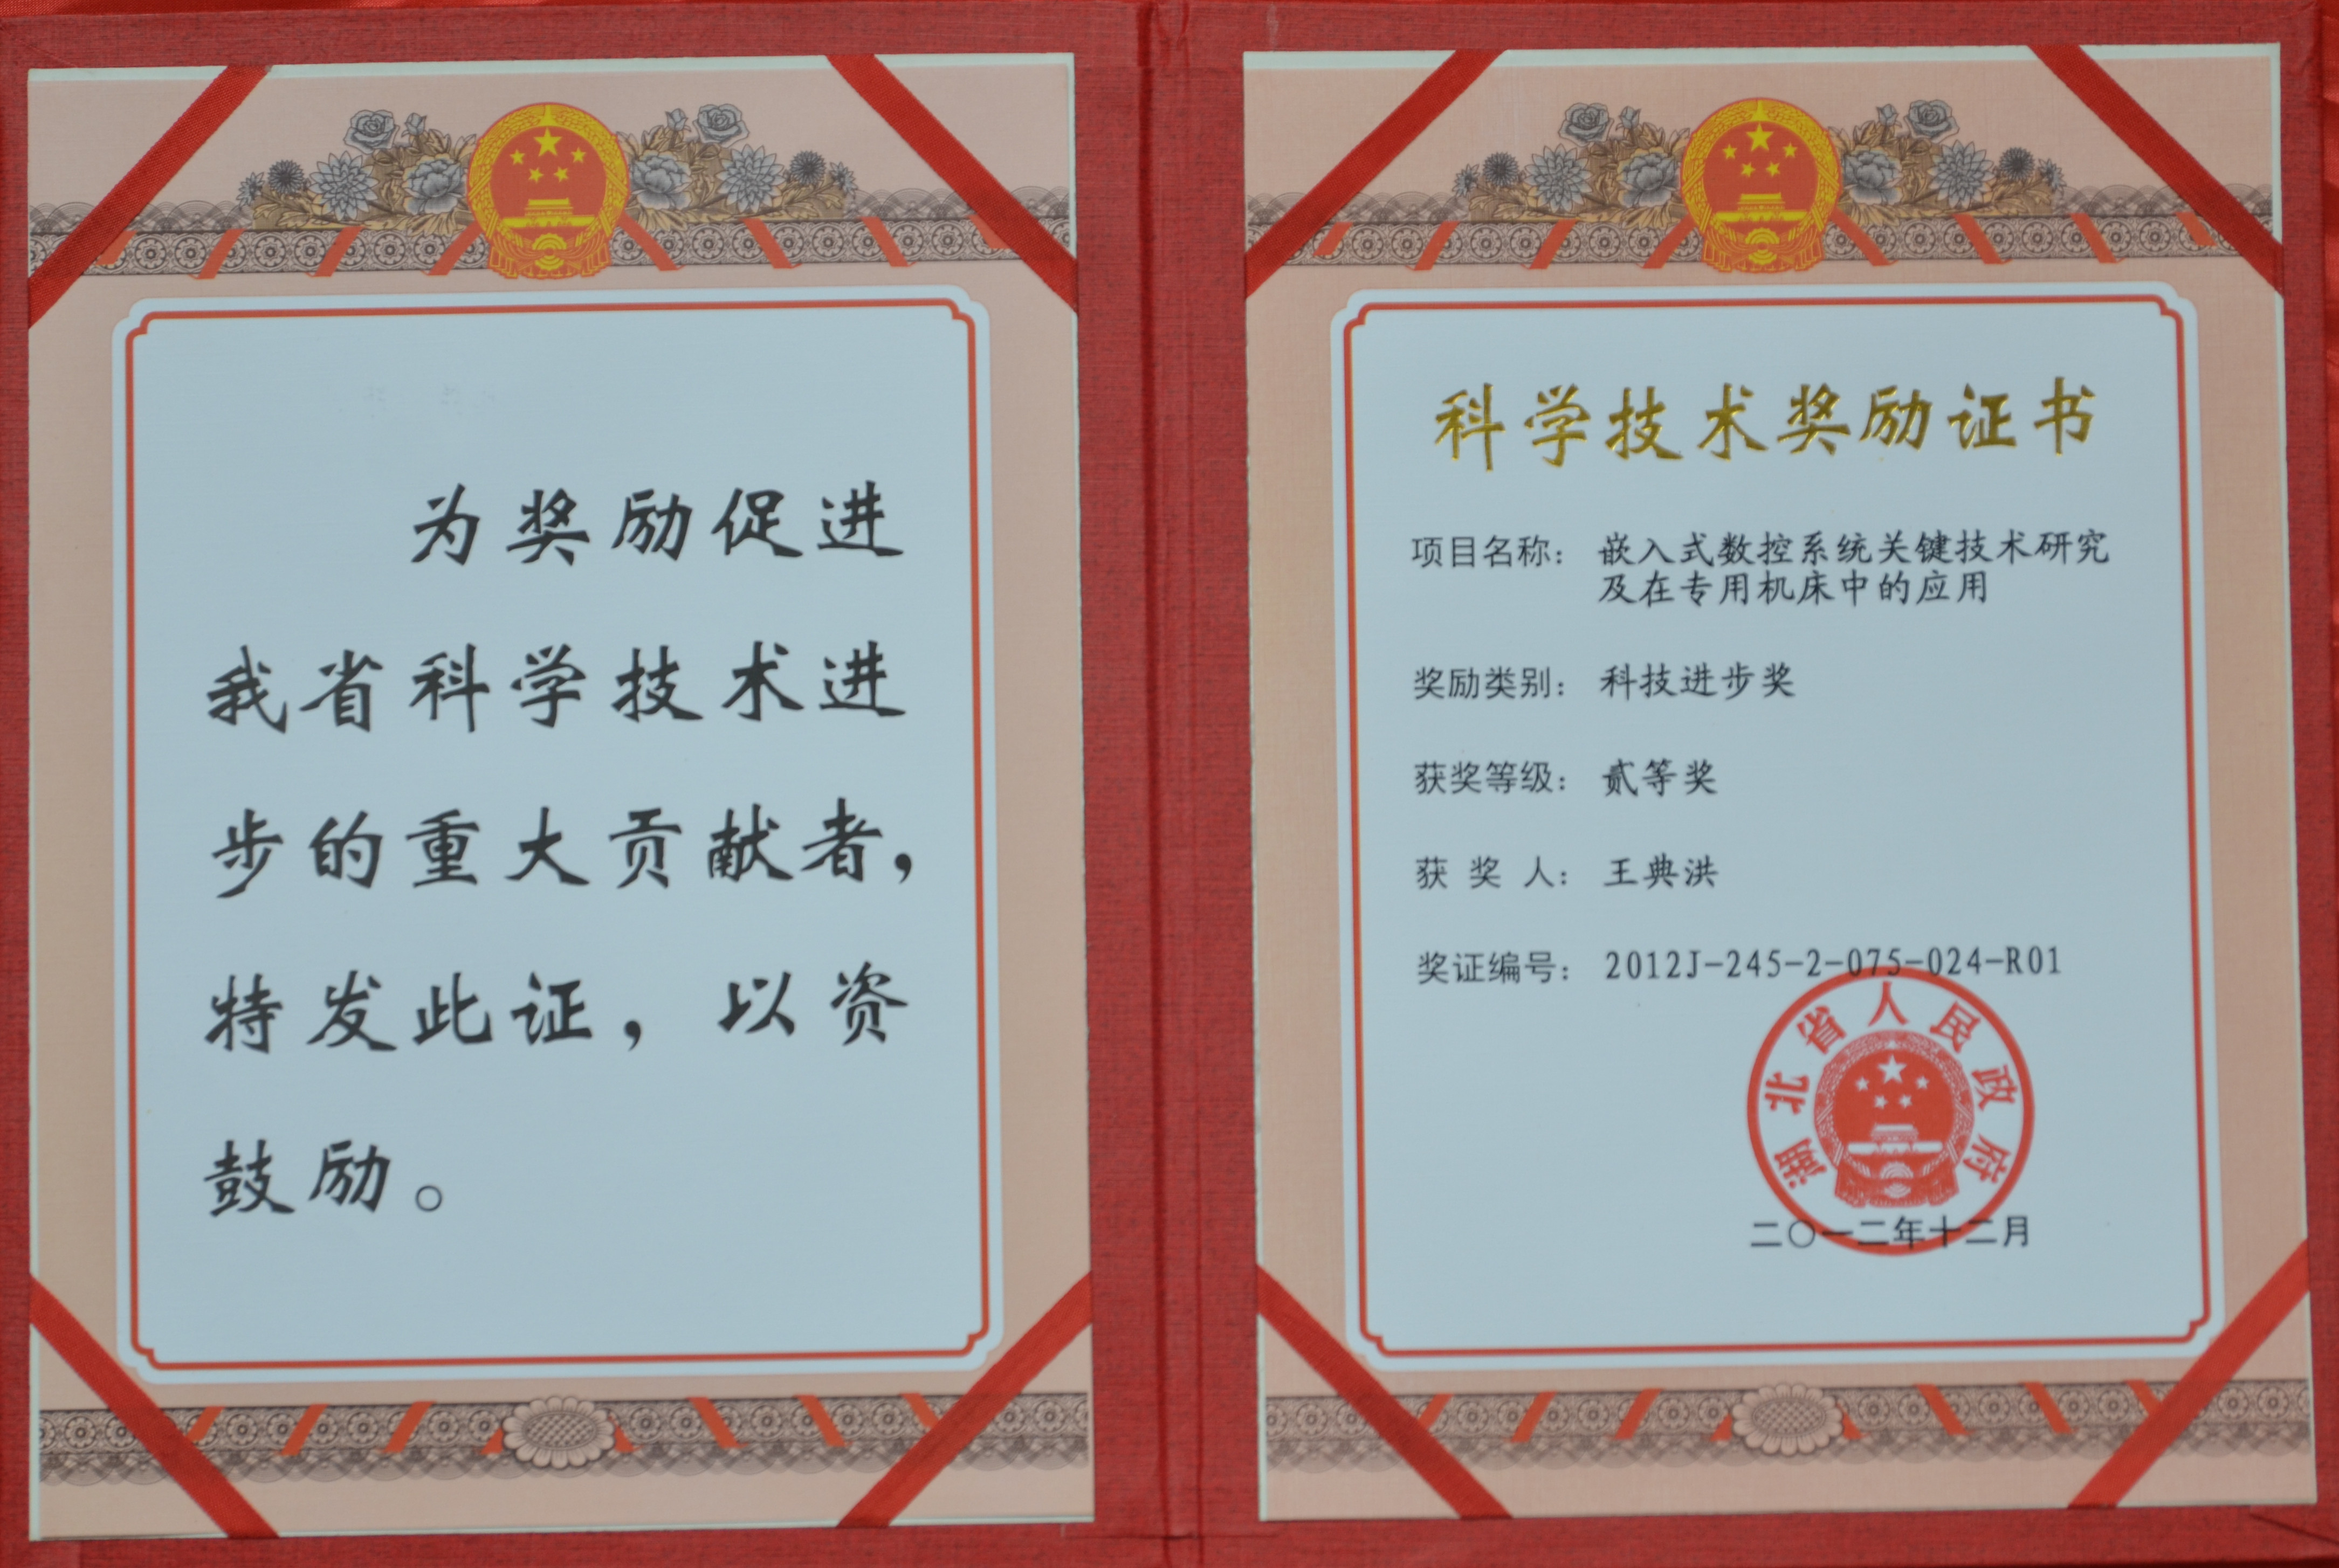 为奖励促进
我省科学技术进
步的重大贡献者，
特发此证，以资
鼓励。
科学技术奖励证书
项目名称：嵌入式数控系统关键技术研究
及在专用机床中的应用
奖励类别：科技进步奖
获奖等级：贰等奖
获奖人：王典洪
奖证编号：2012J-245-2-075-024-R01
湖北省人民政府
二〇一二年十二月